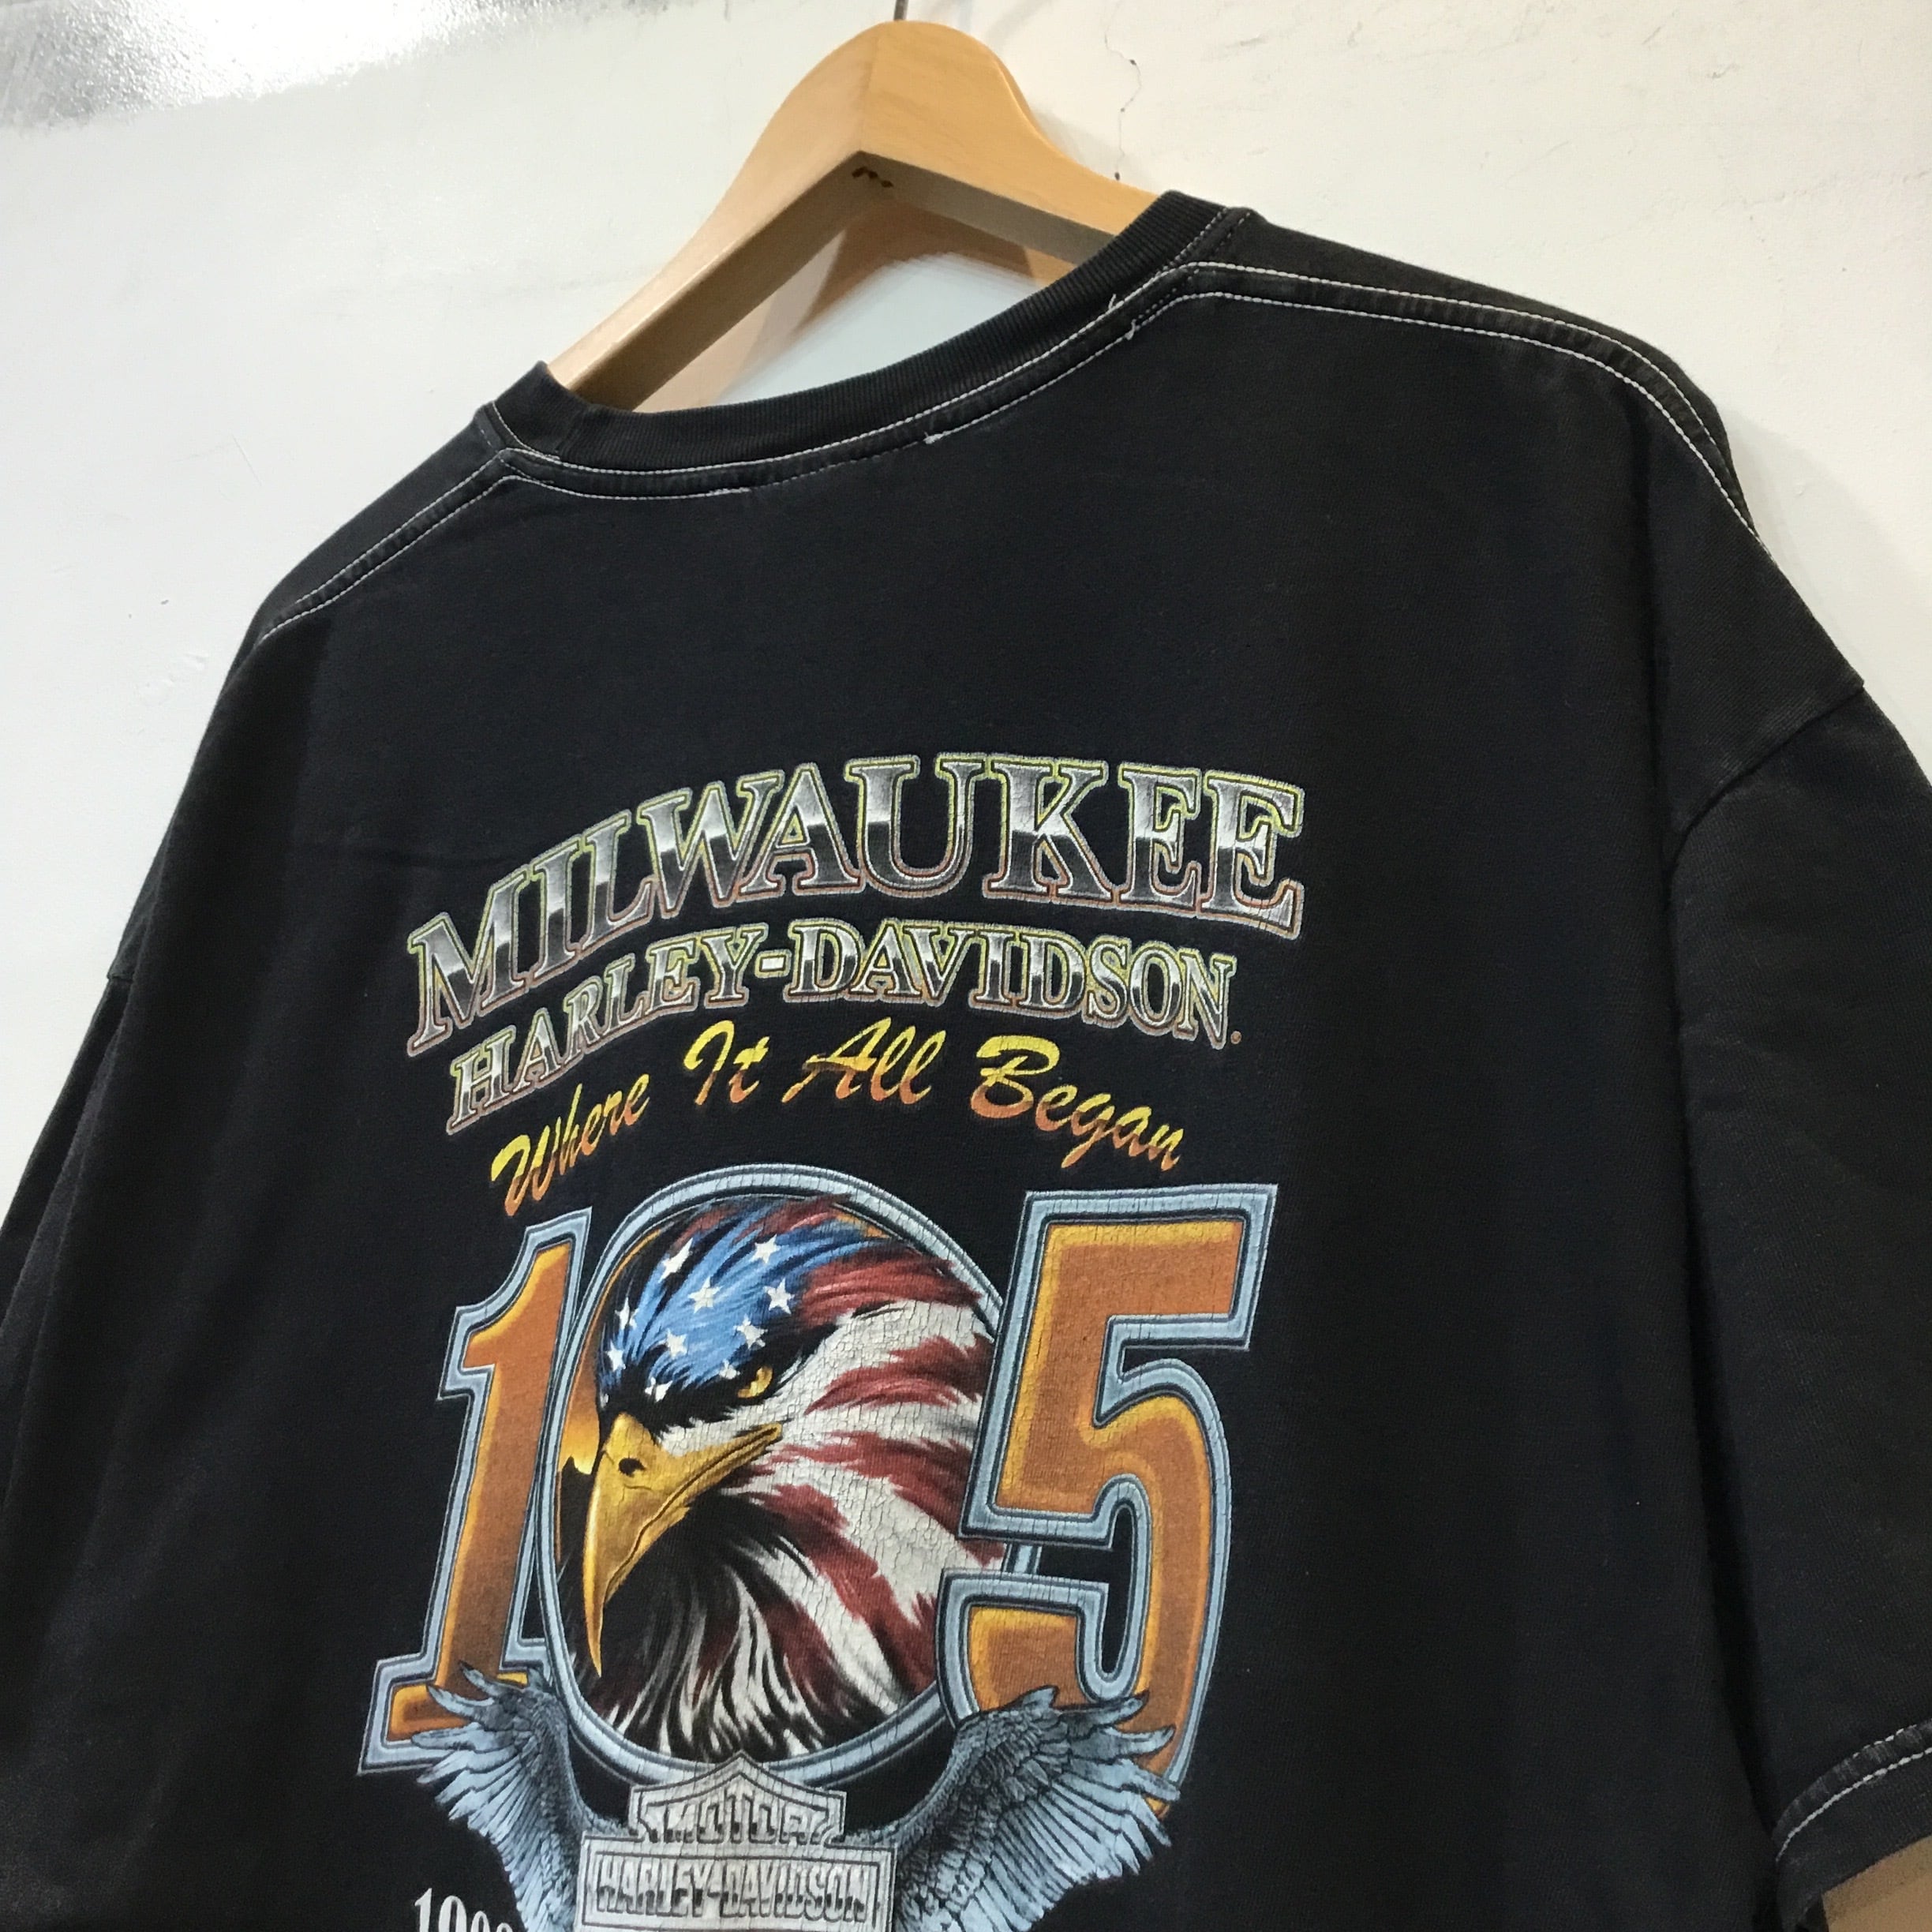 MILWAUKEE
HARLEY-DAVIDSON.
Where It All Began
105
MOTOR
HARLEY-DAVIDSON